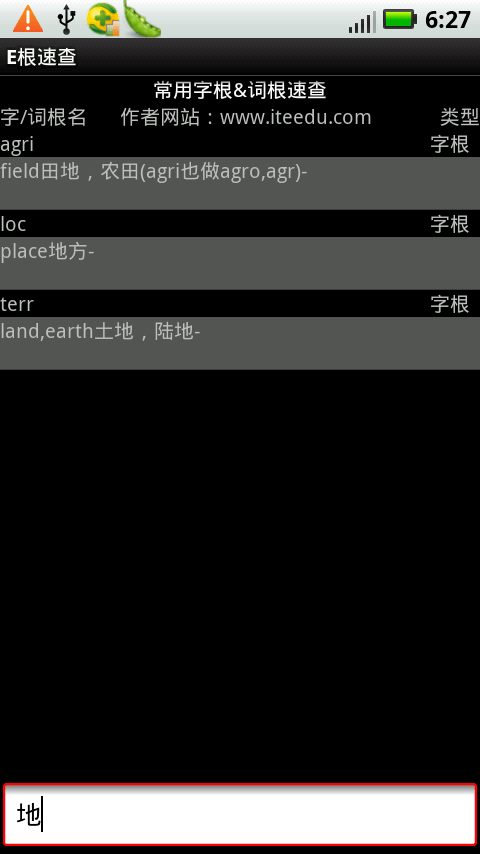 6:27
E根速查
常用字根&词根速查
字/词根名 作者网站：www.iteedu.com 类型
agri 字根
field田地，农田(agri也做agro,agr)-
loc 字根
place地方-
terr 字根
land,earth土地，陆地-
地